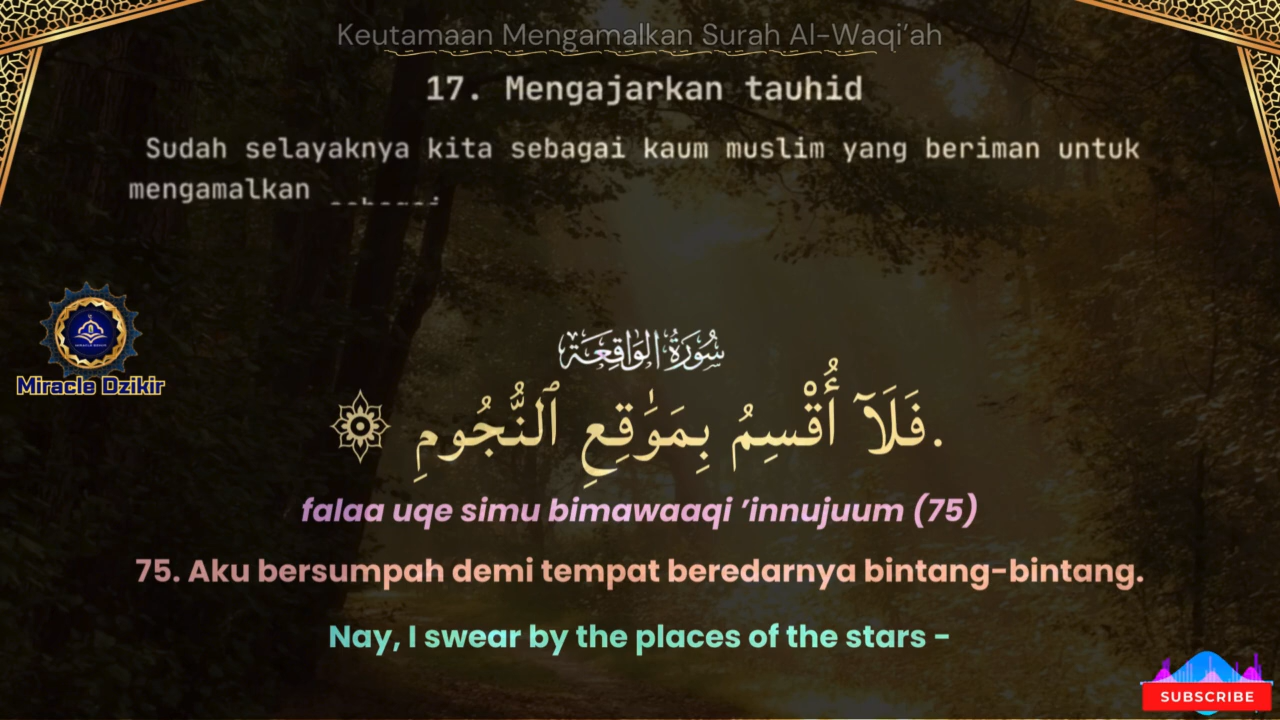 Keutamaan Mengamalkan Surah Al-Waqi’ah
17. Mengajarkan tauhid
Sudah selayaknya kita sebagai kaum muslim yang beriman untuk
mengamalkan
Miracle Dzikir
سُورَةُ الوَاقِعَة
.فَلَآ أُقْسِمُ بِمَوَٰقِعِ ٱلنُّجُومِ
falaa uqe simu bimawaaqi ’innujuum (75)
75. Aku bersumpah demi tempat beredarnya bintang-bintang.
Nay, I swear by the places of the stars –
SUBSCRIBE